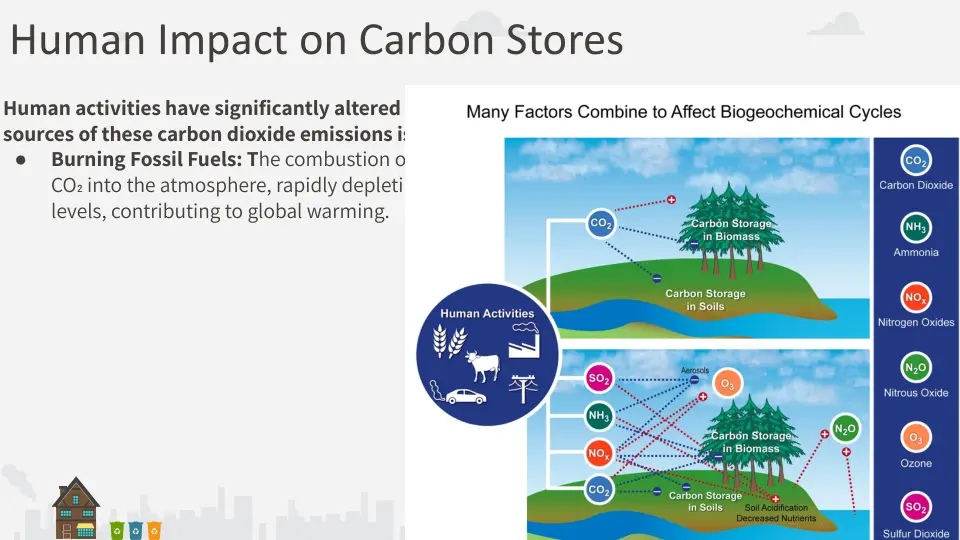 Human Impact on Carbon Stores
Human activities have significantly altered
sources of these carbon dioxide emissions
● Burning Fossil Fuels: The combustion
CO₂ into the atmosphere, rapidly
levels, contributing to global warming.
Many Factors Combine to Affect Biogeochemical Cycles
CO₂
Carbon Storage
in Biomass
Carbon Storage
in Soils
Human Activities
SO₂
NH₃
NOₓ
CO₂
Aerosols
O₃
Carbon Storage
in Biomass
N₂O
Carbon Storage
in Soils
Soil Acidification
Decreased Nutrients
CO₂
Carbon Dioxide
NH₃
Ammonia
NOₓ
Nitrogen Oxides
N₂O
Nitrous Oxide
O₃
Ozone
SO₂
Sulfur Dioxide